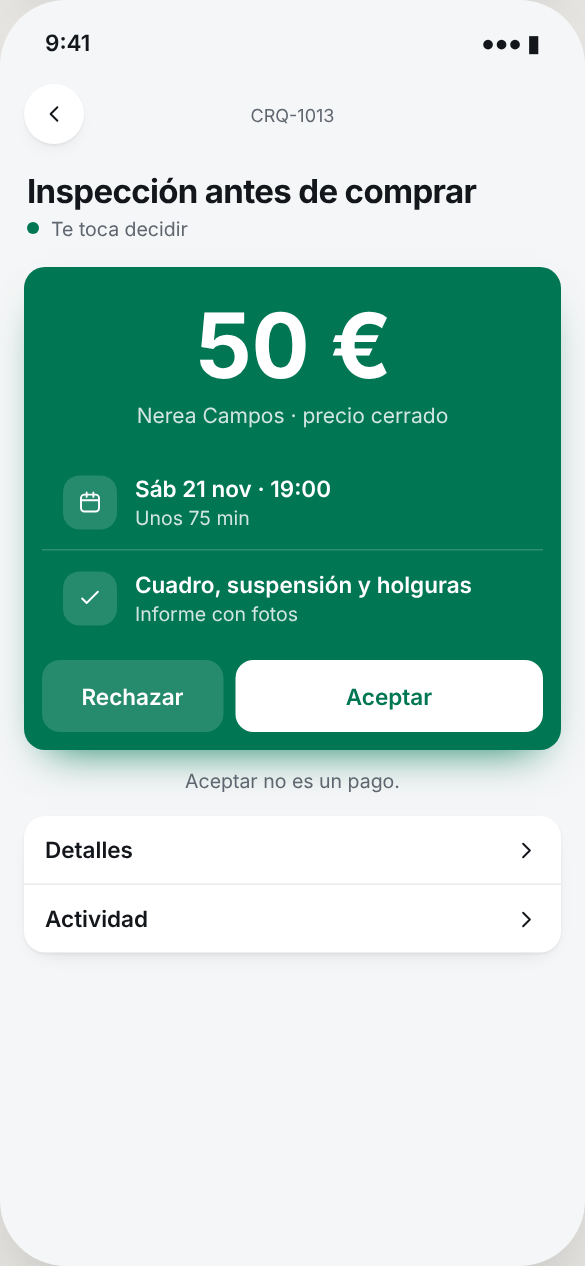 9:41
CRQ-1013
Inspección antes de comprar
Te toca decidir
50 €
Nerea Campos · precio cerrado
Sáb 21 nov · 19:00
Unos 75 min
Cuadro, suspensión y holguras
Informe con fotos
Rechazar
Aceptar
Aceptar no es un pago.
Detalles
Actividad